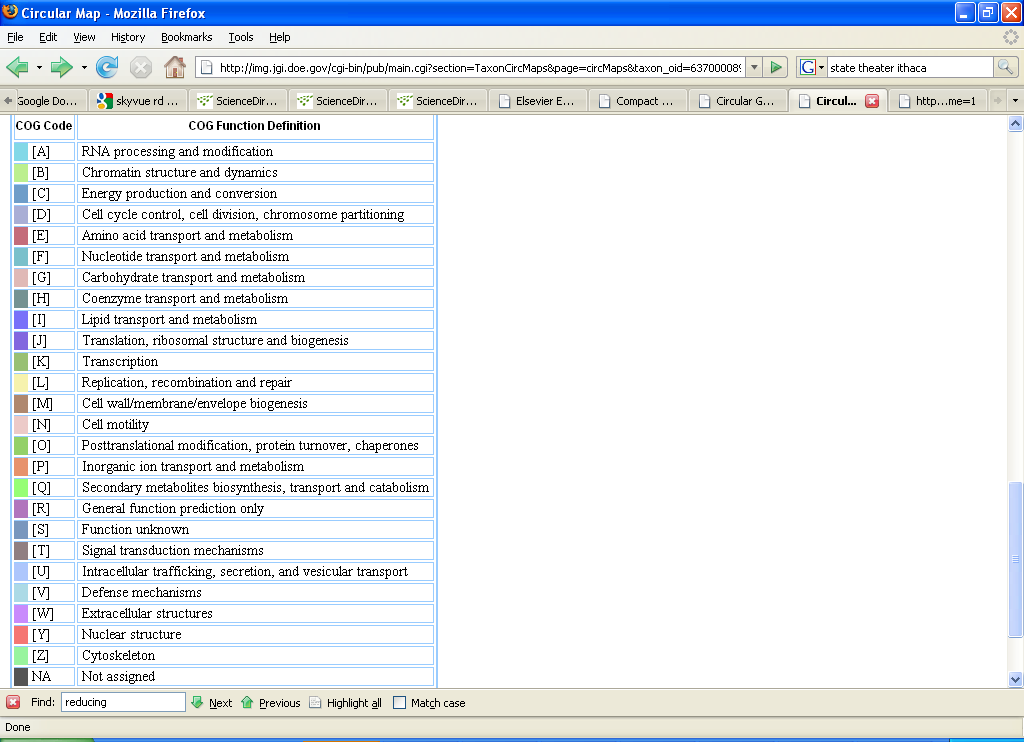 Circular Map - Mozilla Firefox
File Edit View History Bookmarks Tools Help
http://img.jgi.doe.gov/cgi-bin/pub/main.cgi?section=TaxonCircMaps&page=circMaps&taxon_oid=63700008 G state theater ithaca
Google Do... skyvue rd ... ScienceDir... ScienceDir... ScienceDir... Elsevier E... Compact ... Circular G... Circul... http...me=1
COG Code COG Function Definition
[A] RNA processing and modification
[B] Chromatin structure and dynamics
[C] Energy production and conversion
[D] Cell cycle control, cell division, chromosome partitioning
[E] Amino acid transport and metabolism
[F] Nucleotide transport and metabolism
[G] Carbohydrate transport and metabolism
[H] Coenzyme transport and metabolism
[I] Lipid transport and metabolism
[J] Translation, ribosomal structure and biogenesis
[K] Transcription
[L] Replication, recombination and repair
[M] Cell wall/membrane/envelope biogenesis
[N] Cell motility
[O] Posttranslational modification, protein turnover, chaperones
[P] Inorganic ion transport and metabolism
[Q] Secondary metabolites biosynthesis, transport and catabolism
[R] General function prediction only
[S] Function unknown
[T] Signal transduction mechanisms
[U] Intracellular trafficking, secretion, and vesicular transport
[V] Defense mechanisms
[W] Extracellular structures
[Y] Nuclear structure
[Z] Cytoskeleton
NA Not assigned
Find: reducing Next Previous Highlight all Match case
Done